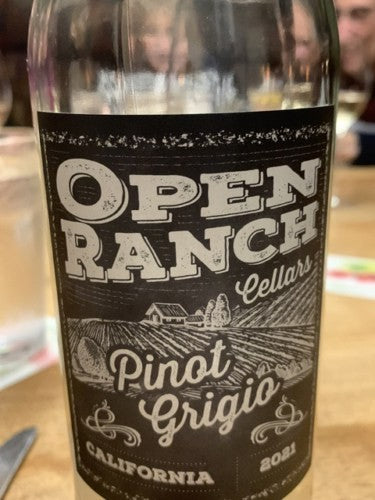 OPEN
RANCH
Cellars
Pinot
Grigio
CALIFORNIA
2021